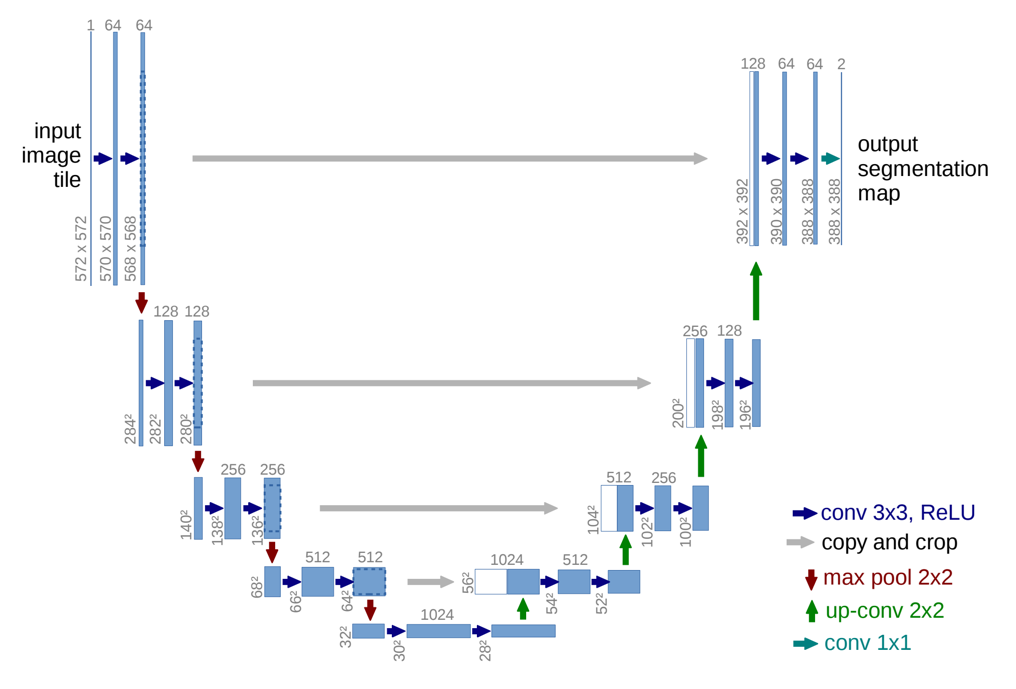 1 64 64
128 64 64 2
input
image
tile
output
segmentation
map
572 x 572
570 x 570
568 x 568
392 x 392
390 x 390
388 x 388
388 x 388
128 128
256 128
284²
282²
280²
200²
198²
196²
256 256
512 256
140²
138²
136²
104²
102²
100²
512 512
1024 512
68²
66²
64²
56²
54²
52²
1024
32²
30²
28²
conv 3x3, ReLU
copy and crop
max pool 2x2
up-conv 2x2
conv 1x1